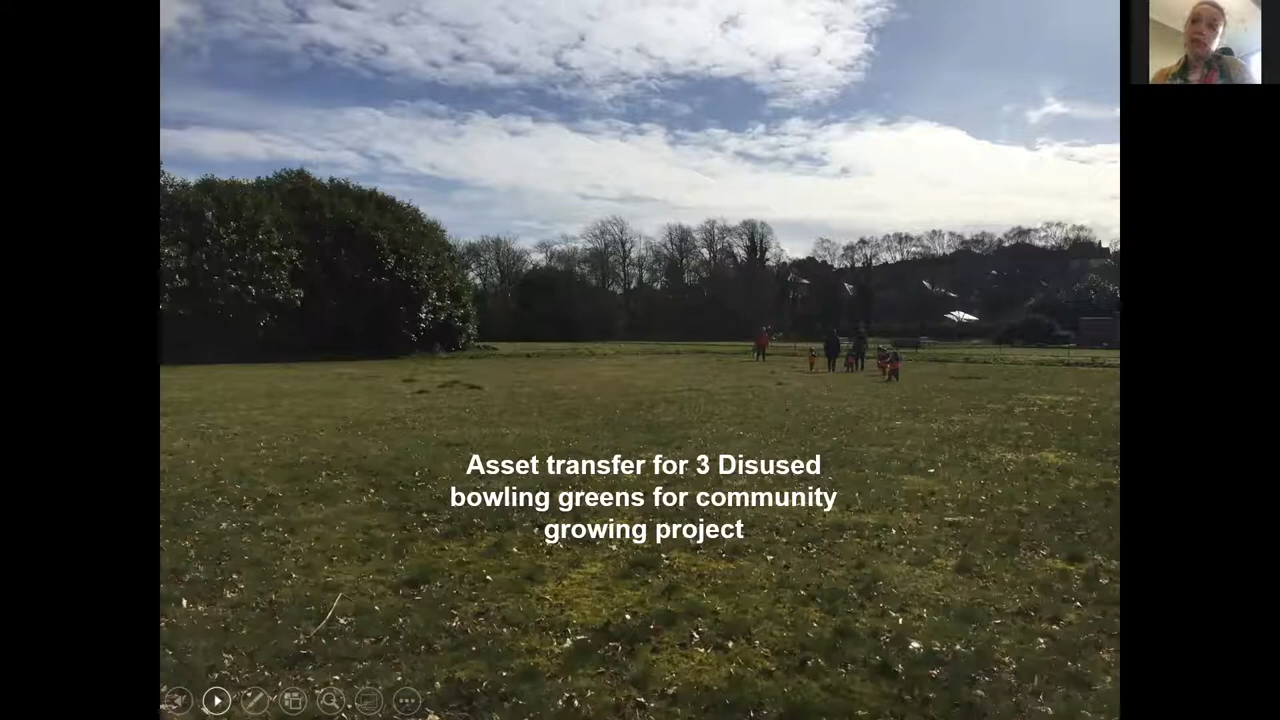 Asset transfer for 3 Disused
bowling greens for community
growing project